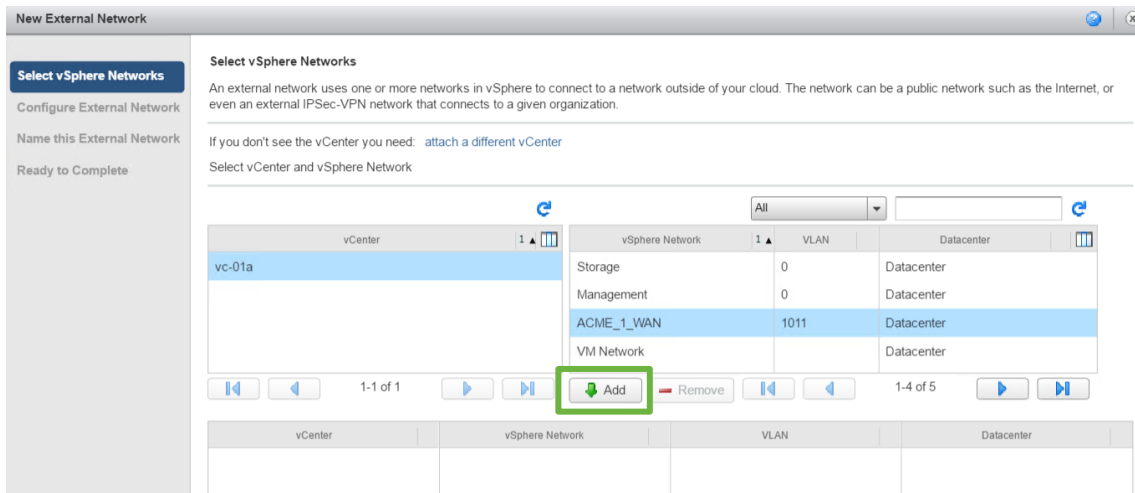 New External Network
Select vSphere Networks
Configure External Network
Name this External Network
Ready to Complete
Select vSphere Networks
An external network uses one or more networks in vSphere to connect to a network outside of your cloud. The network can be a public network such as the Internet, or
even an external IPSec-VPN network that connects to a given organization.
If you don't see the vCenter you need: attach a different vCenter
Select vCenter and vSphere Network
All
vCenter 1
vc-01a
1-1 of 1
vSphere Network 1 VLAN Datacenter
Storage 0 Datacenter
Management 0 Datacenter
ACME_1_WAN 1011 Datacenter
VM Network Datacenter
Add Remove 1-4 of 5
vCenter vSphere Network VLAN Datacenter